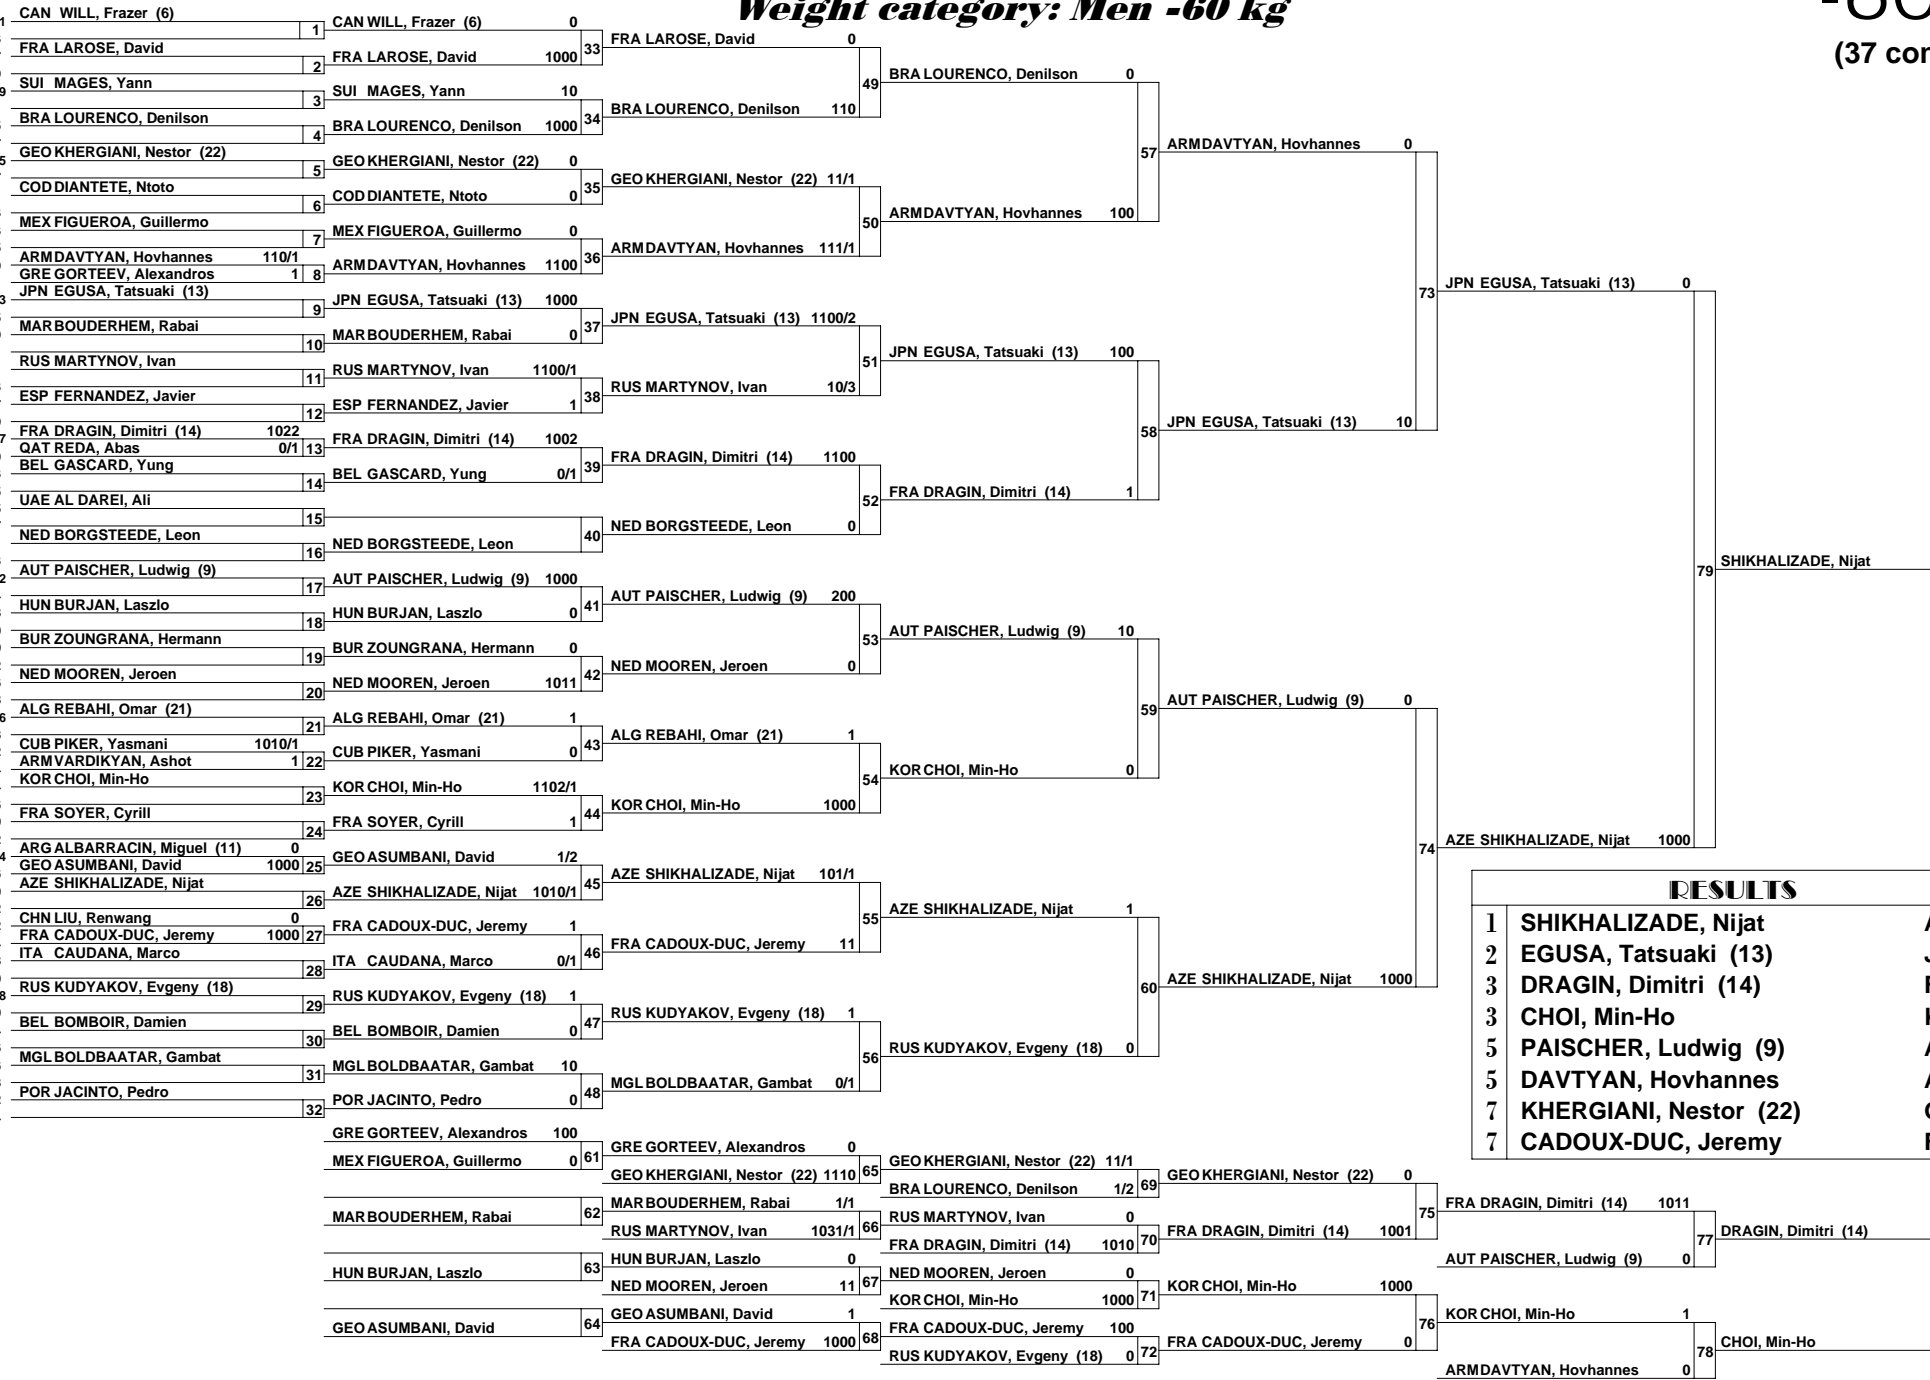 Weight category: Men -60 kg
(37
CAN WILL, Frazer (6)
1
FRA LAROSE, David
2
SUI MAGES, Yann
3
BRA LOURENCO, Denilson
4
GEO KHERGIANI, Nestor (22)
5
COD DIANTETE, Ntoto
6
MEX FIGUEROA, Guillermo
7
ARM DAVTYAN, Hovhannes 110/1
GRE GORTEEV, Alexandros 1 8
JPN EGUSA, Tatsuaki (13)
9
MAR BOUDERHEM, Rabai
10
RUS MARTYNOV, Ivan
11
ESP FERNANDEZ, Javier
12
FRA DRAGIN, Dimitri (14) 1022
QAT REDA, Abas 0/1 13
BEL GASCARD, Yung
14
UAE AL DAREI, Ali
15
NED BORGSTEEDE, Leon
16
AUT PAISCHER, Ludwig (9)
17
HUN BURJAN, Laszlo
18
BUR ZOUNGRANA, Hermann
19
NED MOOREN, Jeroen
20
ALG REBAHI, Omar (21)
21
CUB PIKER, Yasmani 1010/1
ARM VARDIKYAN, Ashot 1 22
KOR CHOI, Min-Ho
23
FRA SOYER, Cyrill
24
ARG ALBARRACIN, Miguel (11) 0
GEO ASUMBANI, David 1000 25
AZE SHIKHALIZADE, Nijat
26
CHN LIU, Renwang 0
FRA CADOUX-DUC, Jeremy 1000 27
ITA CAUDANA, Marco
28
RUS KUDYAKOV, Evgeny (18)
29
BEL BOMBOIR, Damien
30
MGL BOLDBAATAR, Gambat
31
POR JACINTO, Pedro
32
CAN WILL, Frazer (6) 0
33
FRA LAROSE, David 1000
SUI MAGES, Yann 10
34
BRA LOURENCO, Denilson 1000
GEO KHERGIANI, Nestor (22) 0
35
COD DIANTETE, Ntoto 0
MEX FIGUEROA, Guillermo 0
36
ARM DAVTYAN, Hovhannes 1100
JPN EGUSA, Tatsuaki (13) 1000
37
MAR BOUDERHEM, Rabai 0
RUS MARTYNOV, Ivan 1100/1
38
ESP FERNANDEZ, Javier 1
FRA DRAGIN, Dimitri (14) 1002
39
BEL GASCARD, Yung 0/1
40
NED BORGSTEEDE, Leon
AUT PAISCHER, Ludwig (9) 1000
41
HUN BURJAN, Laszlo 0
BUR ZOUNGRANA, Hermann 0
42
NED MOOREN, Jeroen 1011
ALG REBAHI, Omar (21) 1
43
CUB PIKER, Yasmani 0
KOR CHOI, Min-Ho 1102/1
44
FRA SOYER, Cyrill 1
GEO ASUMBANI, David 1/2
45
AZE SHIKHALIZADE, Nijat 1010/1
FRA CADOUX-DUC, Jeremy 1
46
ITA CAUDANA, Marco 0/1
RUS KUDYAKOV, Evgeny (18) 1
47
BEL BOMBOIR, Damien 0
MGL BOLDBAATAR, Gambat 10
48
POR JACINTO, Pedro 0
FRA LAROSE, David 0
49
BRA LOURENCO, Denilson 110
GEO KHERGIANI, Nestor (22) 11/1
50
ARM DAVTYAN, Hovhannes 111/1
JPN EGUSA, Tatsuaki (13) 1100/2
51
RUS MARTYNOV, Ivan 10/3
FRA DRAGIN, Dimitri (14) 1100
52
NED BORGSTEEDE, Leon 0
AUT PAISCHER, Ludwig (9) 200
53
NED MOOREN, Jeroen 0
ALG REBAHI, Omar (21) 1
54
KOR CHOI, Min-Ho 1000
AZE SHIKHALIZADE, Nijat 101/1
55
FRA CADOUX-DUC, Jeremy 11
RUS KUDYAKOV, Evgeny (18) 1
56
MGL BOLDBAATAR, Gambat 0/1
BRA LOURENCO, Denilson 0
57
ARM DAVTYAN, Hovhannes 100
JPN EGUSA, Tatsuaki (13) 100
58
FRA DRAGIN, Dimitri (14) 1
AUT PAISCHER, Ludwig (9) 10
59
KOR CHOI, Min-Ho 0
AZE SHIKHALIZADE, Nijat 1
60
RUS KUDYAKOV, Evgeny (18) 0
ARM DAVTYAN, Hovhannes 0
73
JPN EGUSA, Tatsuaki (13) 10
AUT PAISCHER, Ludwig (9) 0
74
AZE SHIKHALIZADE, Nijat 1000
JPN EGUSA, Tatsuaki (13) 0
79
AZE SHIKHALIZADE, Nijat 1000
SHIKHALIZADE, Nijat
RESULTS
1 SHIKHALIZADE, Nijat
2 EGUSA, Tatsuaki (13)
3 DRAGIN, Dimitri (14)
3 CHOI, Min-Ho
5 PAISCHER, Ludwig (9)
5 DAVTYAN, Hovhannes
7 KHERGIANI, Nestor (22)
7 CADOUX-DUC, Jeremy
GRE GORTEEV, Alexandros 100
61
MEX FIGUEROA, Guillermo 0
MAR BOUDERHEM, Rabai 62
HUN BURJAN, Laszlo 63
GEO ASUMBANI, David 64
GRE GORTEEV, Alexandros 0
65
GEO KHERGIANI, Nestor (22) 1110
MAR BOUDERHEM, Rabai 1/1
66
RUS MARTYNOV, Ivan 1031/1
HUN BURJAN, Laszlo 0
67
NED MOOREN, Jeroen 11
GEO ASUMBANI, David 1
68
FRA CADOUX-DUC, Jeremy 1000
GEO KHERGIANI, Nestor (22) 11/1
69
BRA LOURENCO, Denilson 1/2
RUS MARTYNOV, Ivan 0
70
FRA DRAGIN, Dimitri (14) 1010
NED MOOREN, Jeroen 0
71
KOR CHOI, Min-Ho 1000
FRA CADOUX-DUC, Jeremy 100
72
RUS KUDYAKOV, Evgeny (18) 0
GEO KHERGIANI, Nestor (22) 0
75
FRA DRAGIN, Dimitri (14) 1001
KOR CHOI, Min-Ho 1000
76
FRA CADOUX-DUC, Jeremy 0
FRA DRAGIN, Dimitri (14) 1011
77
AUT PAISCHER, Ludwig (9) 0
KOR CHOI, Min-Ho 1
78
ARM DAVTYAN, Hovhannes 0
DRAGIN, Dimitri (14)
CHOI, Min-Ho